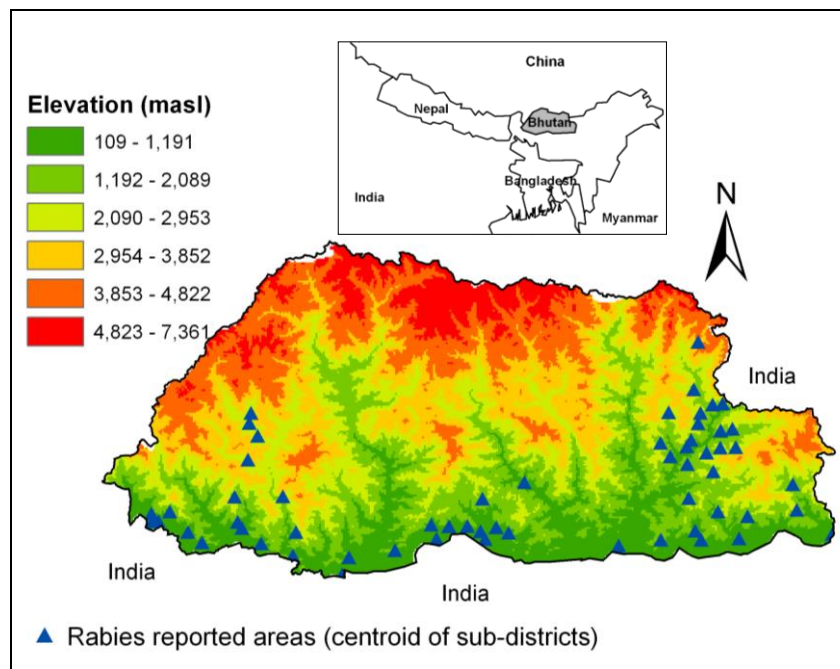 China
Nepal
Bhutan
Bangladesh
India
Myanmar
Elevation (masl)
109 - 1,191
1,192 - 2,089
2,090 - 2,953
2,954 - 3,852
3,853 - 4,822
4,823 - 7,361
N
India
India
India
Rabies reported areas (centroid of sub-districts)